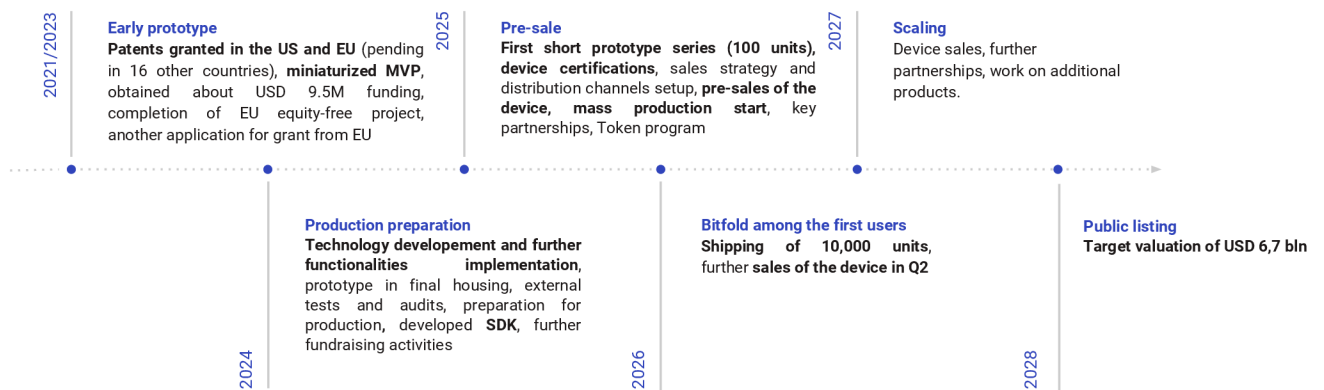 2021/2023
Early prototype
Patents granted in the US and EU (pending
in 16 other countries), miniaturized MVP,
obtained about USD 9.5M funding,
completion of EU equity-free project,
another application for grant from EU
2024
Production preparation
Technology developement and further
functionalities implementation,
prototype in final housing, external
tests and audits, preparation for
production, developed SDK, further
fundraising activities
2025
Pre-sale
First short prototype series (100 units),
device certifications, sales strategy and
distribution channels setup, pre-sales of the
device, mass production start, key
partnerships, Token program
2026
Bitfold among the first users
Shipping of 10,000 units,
further sales of the device in Q2
2027
Scaling
Device sales, further
partnerships, work on additional
products.
2028
Public listing
Target valuation of USD 6,7 bln